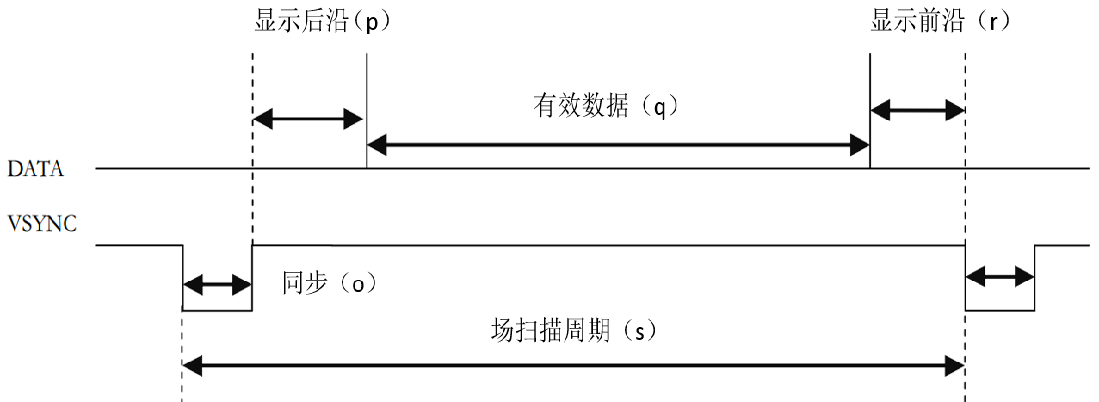 显示后沿(p)
显示前沿（r）
有效数据（q）
DATA
VSYNC
同步（o）
场扫描周期（s）